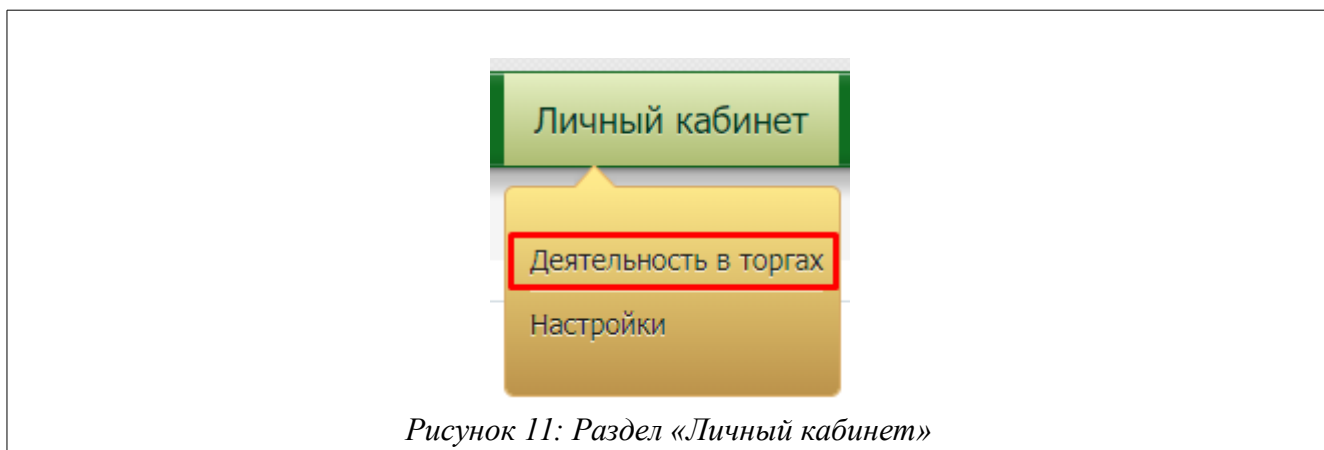 Личный кабинет
Деятельность в торгах
Настройки
Рисунок 11: Раздел «Личный кабинет»